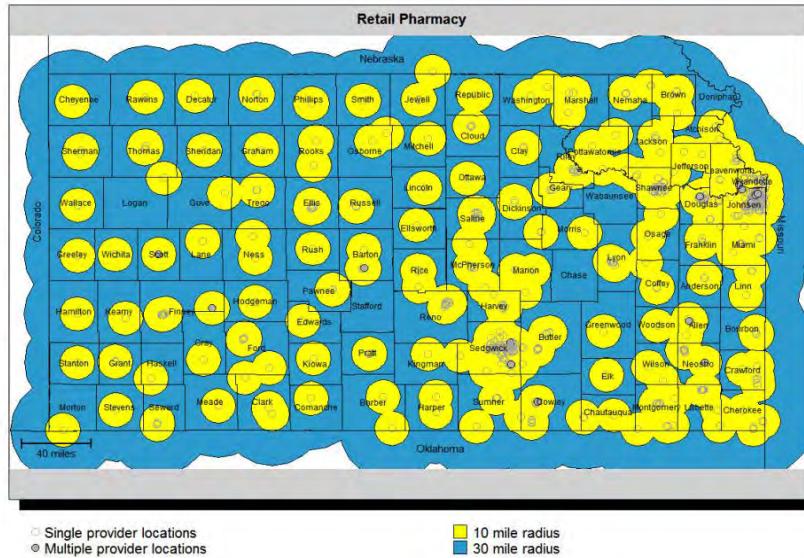 Retail Pharmacy
Nebraska
Cheyenne Rawlins Decatur Norton Phillips Smith Jewell Republic Washington Marshall Nemaha Brown Doniphan
Sherman Thomas Sheridan Graham Rooks Osborne Mitchell Cloud Clay Riley Pottawatomie Jackson Atchison
Jefferson Leavenworth Wyandotte
Wallace Logan Gove Trego Ellis Russell Lincoln Ottawa Dickinson Geary Wabaunsee Shawnee Douglas Johnson
Colorado
Missouri
Saline Morris Osage Franklin Miami
Greeley Wichita Scott Lane Ness Rush Barton Ellsworth Rice McPherson Marion Chase Lyon Coffey Anderson Linn
Hamilton Kearny Finney Hodgeman Pawnee Stafford Reno Harvey
Gray Ford Edwards Sedgwick Butler Greenwood Woodson Allen Bourbon
Stanton Grant Haskell Kiowa Pratt Kingman Elk Wilson Neosho Crawford
Morton Stevens Seward Meade Clark Comanche Barber Harper Sumner Cowley Chautauqua Montgomery Labette Cherokee
40 miles
Oklahoma
Single provider locations
Multiple provider locations
10 mile radius
30 mile radius